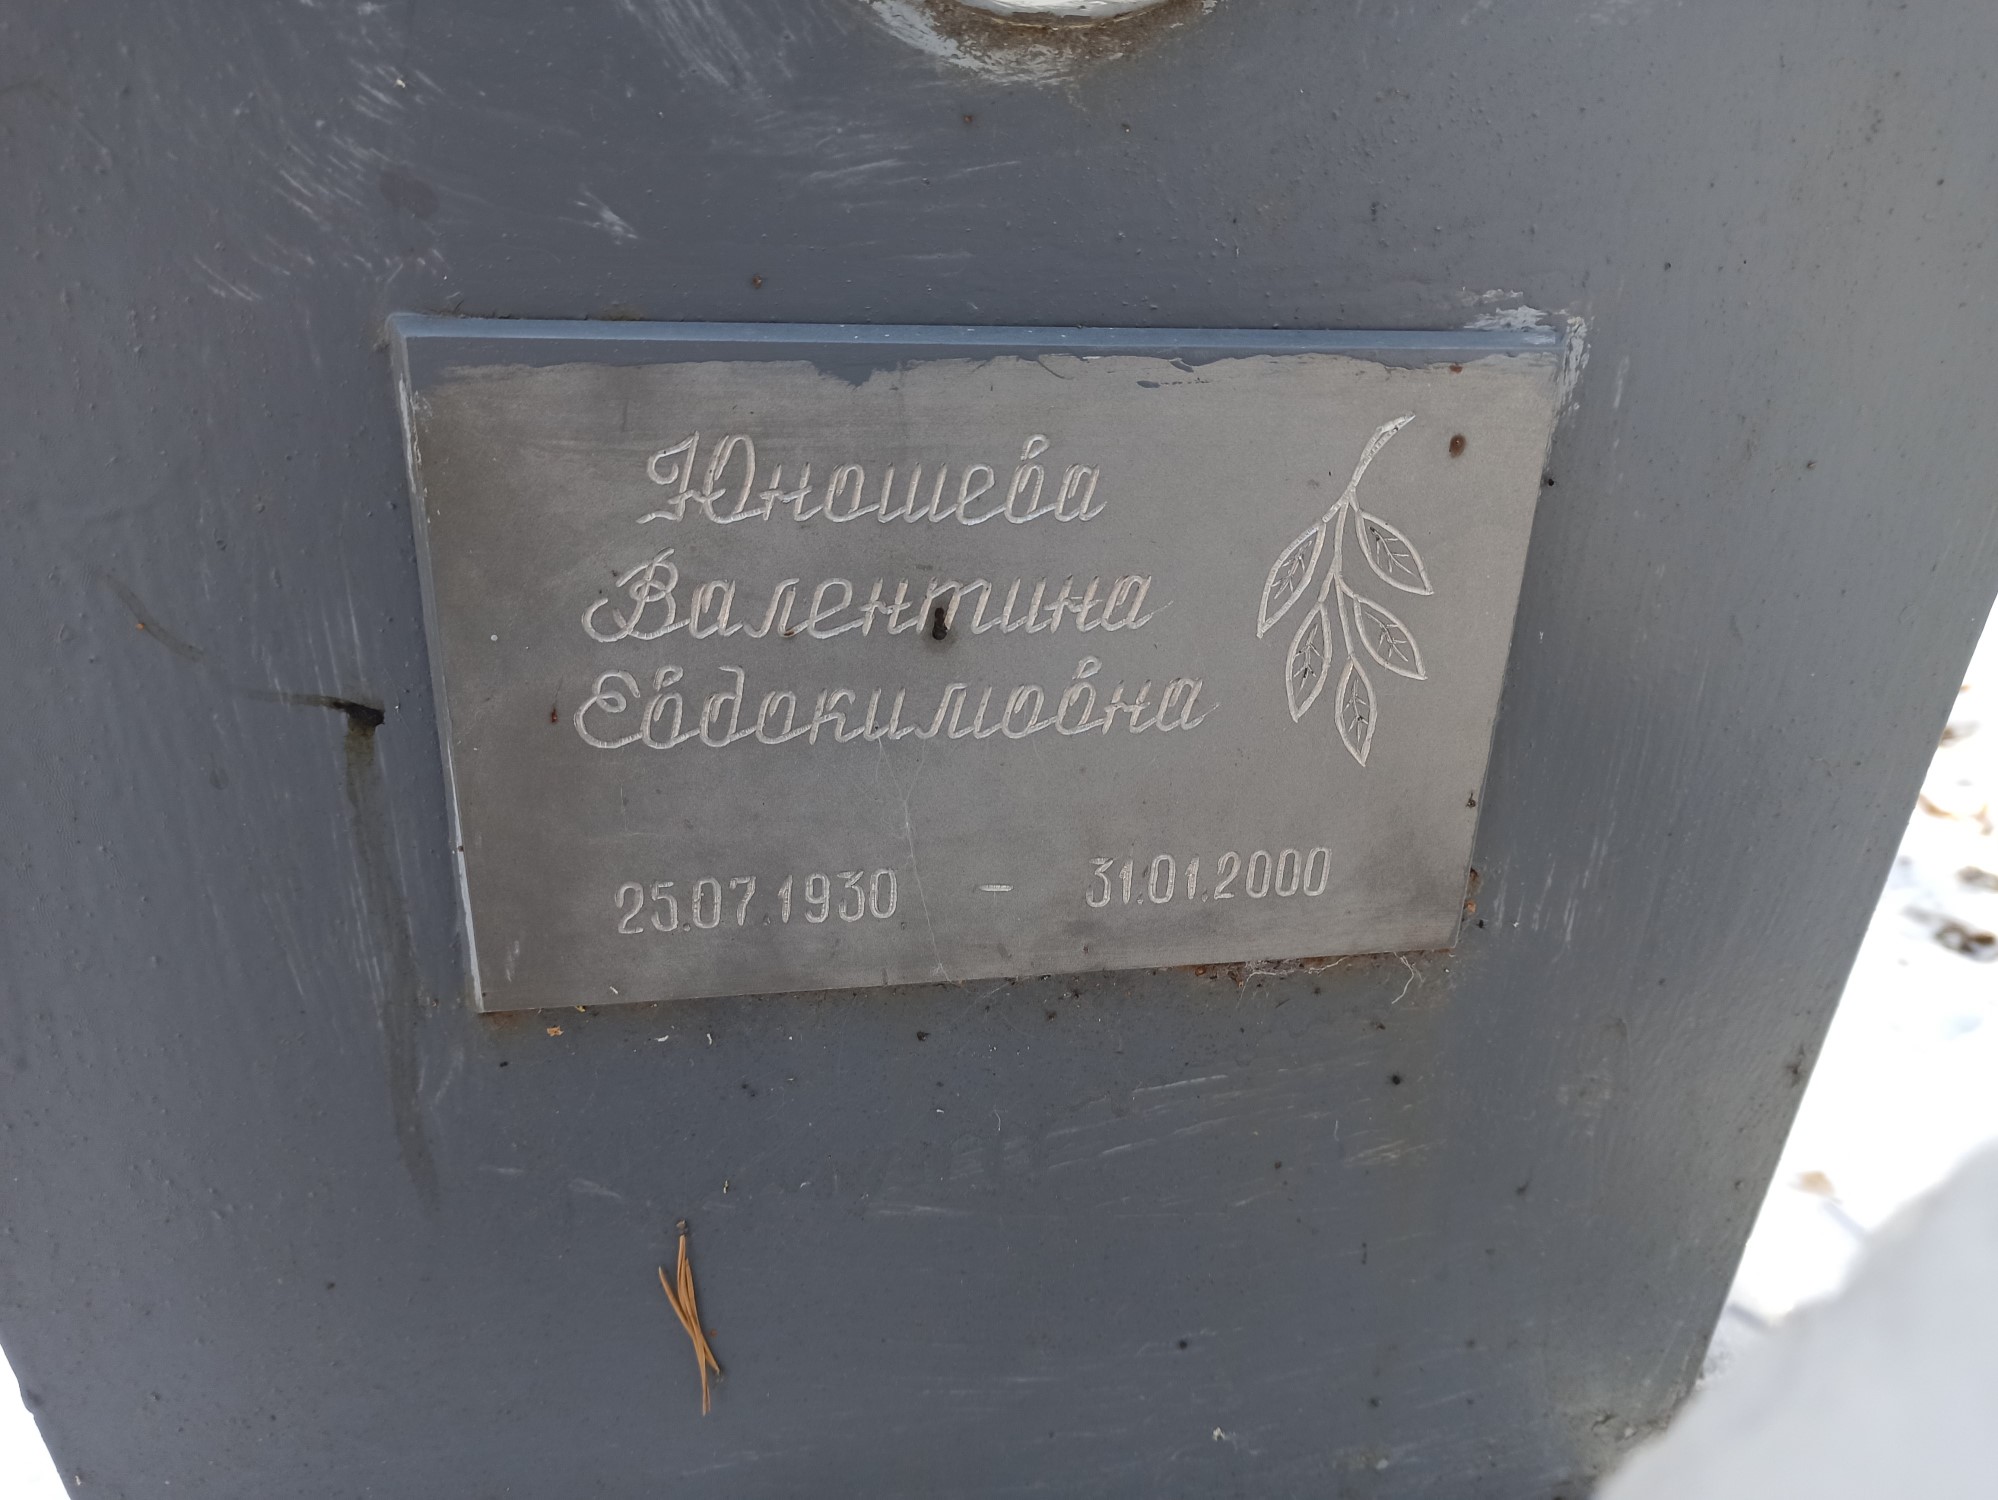 Юношева
Валентина
Евдокимовна
25.07.1930 - 31.01.2000